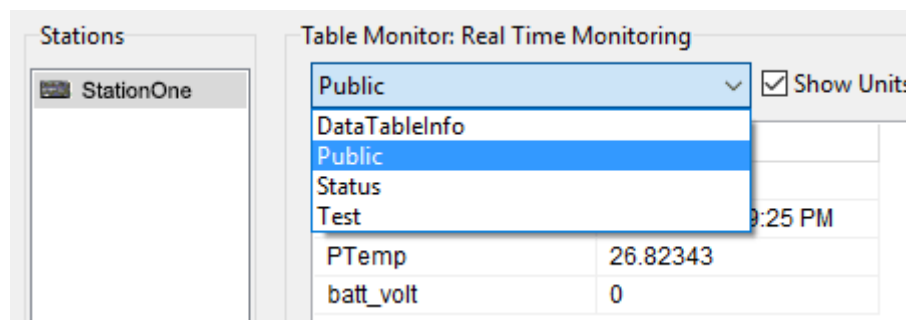 Stations
StationOne
Table Monitor: Real Time Monitoring
Public
Show Units
DataTableInfo
Public
Status
Test
9:25 PM
PTemp 26.82343
batt_volt 0